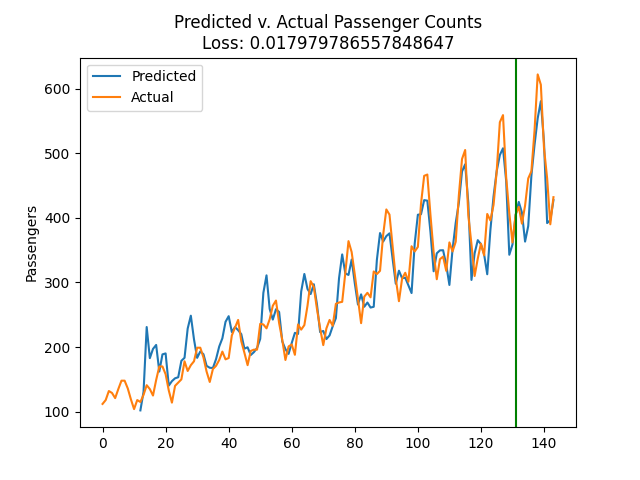 Predicted v. Actual Passenger Counts
Loss: 0.017979786557848647
Predicted
Actual
Passengers
600
500
400
300
200
100
0 20 40 60 80 100 120 140